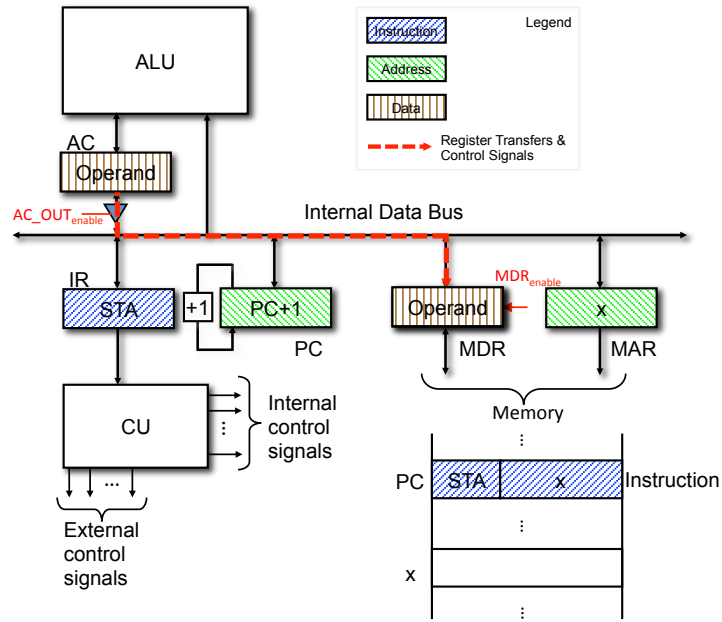 Legend
Instruction
Address
Data
Register Transfers &
Control Signals
ALU
AC
Operand
AC_OUTenable
Internal Data Bus
IR
STA
+1
PC+1
PC
Operand
MDRenable
x
MDR
MAR
CU
...
Internal
control
signals
...
External
control
signals
Memory
...
PC
STA
x
Instruction
...
x
...